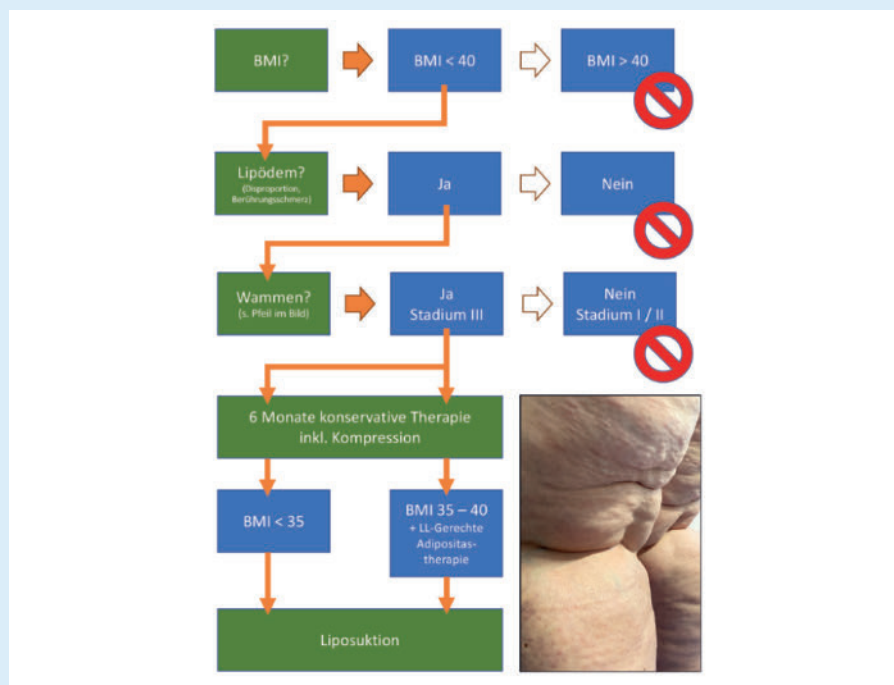 BMI?
BMI < 40
BMI > 40
Lipödem?
(Disproportion,
Berührungsschmerz)
Ja
Nein
Wammen?
(s. Pfeil im Bild)
Ja
Stadium III
Nein
Stadium I / II
6 Monate konservative Therapie
inkl. Kompression
BMI < 35
BMI 35 – 40
+ LL-Gerechte
Adipositas-
therapie
Liposuktion